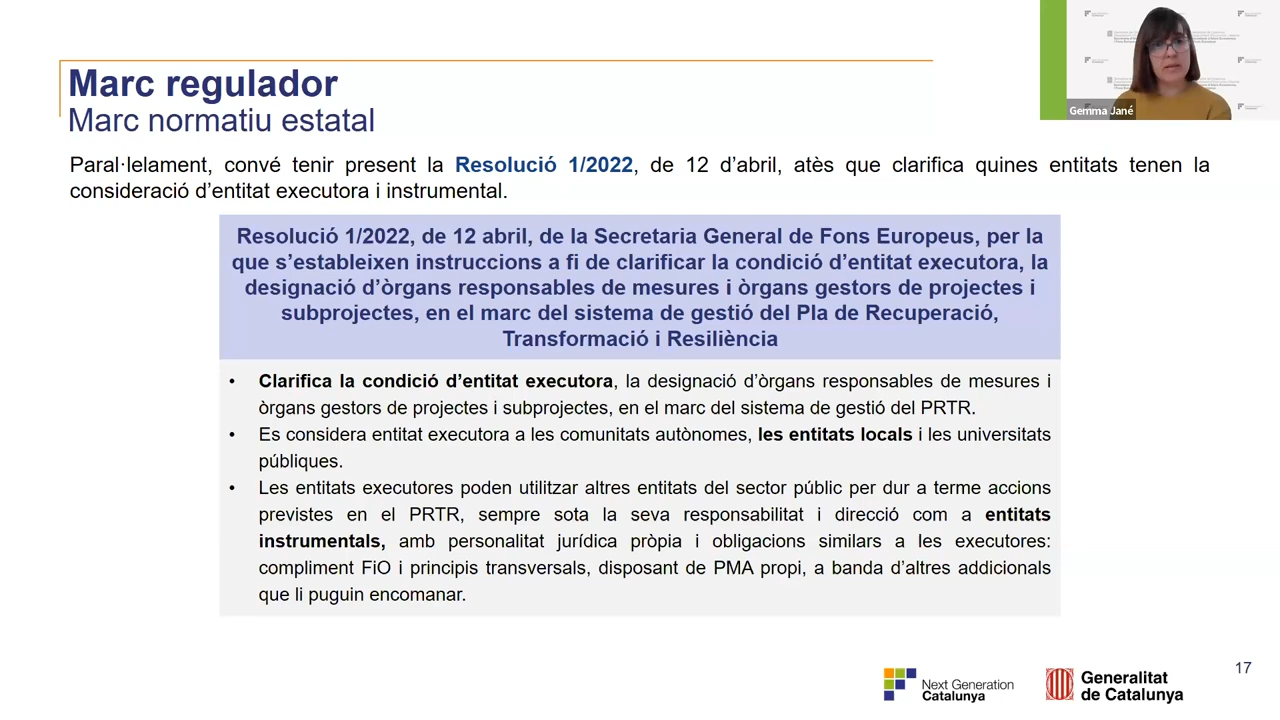 Marc regulador
Marc normatiu estatal
Gemma Jané
Paral·lelament, convé tenir present la Resolució 1/2022, de 12 d’abril, atès que clarifica quines entitats tenen la
consideració d’entitat executora i instrumental.
Resolució 1/2022, de 12 abril, de la Secretaria General de Fons Europeus, per la
que s’estableixen instruccions a fi de clarificar la condició d’entitat executora, la
designació d’òrgans responsables de mesures i òrgans gestors de projectes i
subprojectes, en el marc del sistema de gestió del Pla de Recuperació,
Transformació i Resiliència
• Clarifica la condició d’entitat executora, la designació d’òrgans responsables de mesures i
òrgans gestors de projectes i subprojectes, en el marc del sistema de gestió del PRTR.
• Es considera entitat executora a les comunitats autònomes, les entitats locals i les universitats
públiques.
• Les entitats executores poden utilitzar altres entitats del sector públic per dur a terme accions
previstes en el PRTR, sempre sota la seva responsabilitat i direcció com a entitats
instrumentals, amb personalitat jurídica pròpia i obligacions similars a les executores:
compliment FiO i principis transversals, disposant de PMA propi, a banda d’altres addicionals
que li puguin encomanar.
Next Generation
Catalunya
Generalitat
de Catalunya
17